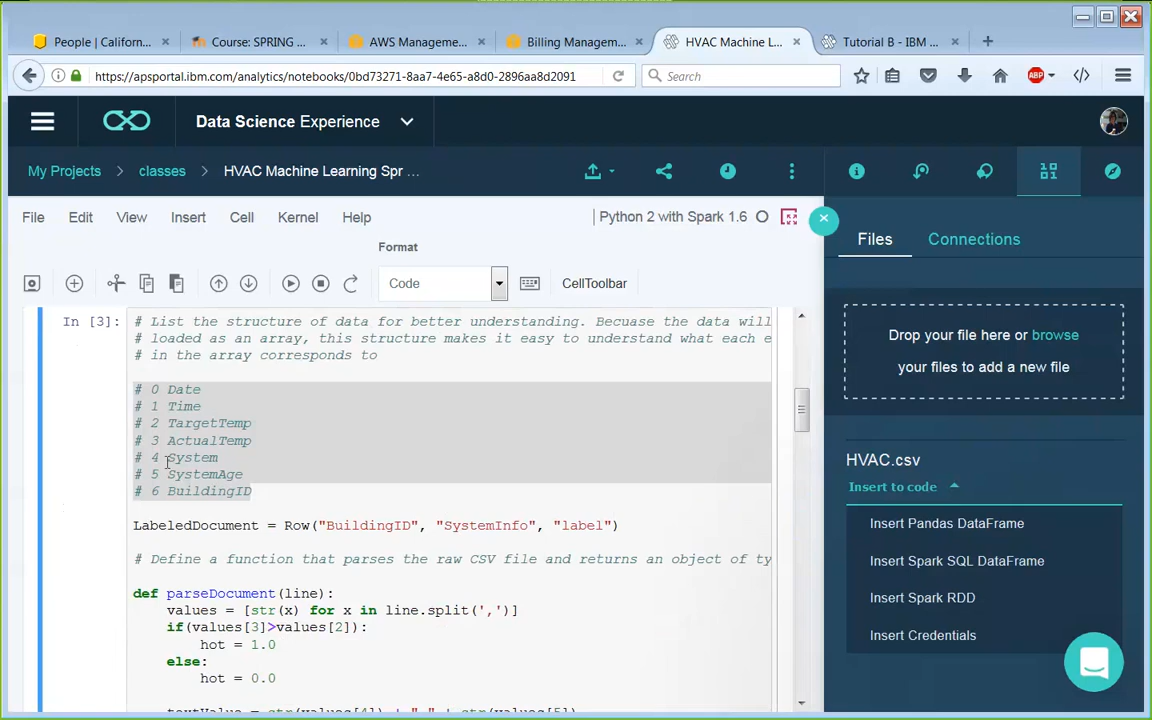 People | Californ...
Course: SPRING ...
AWS Manageme...
Billing Managem...
HVAC Machine L...
Tutorial B - IBM ...
https://apsportal.ibm.com/analytics/notebooks/0bd73271-8aa7-4e65-a8d0-2896aa8d2091
Search
ABP
Data Science Experience
My Projects > classes > HVAC Machine Learning Spr ...
File Edit View Insert Cell Kernel Help
Python 2 with Spark 1.6
Format
Code
CellToolbar
In [3]:
# List the structure of data for better understanding. Becuase the data will
# loaded as an array, this structure makes it easy to understand what each e
# in the array corresponds to
# 0 Date
# 1 Time
# 2 TargetTemp
# 3 ActualTemp
# 4 System
# 5 SystemAge
# 6 BuildingID
LabeledDocument = Row("BuildingID", "SystemInfo", "label")
# Define a function that parses the raw CSV file and returns an object of ty
def parseDocument(line):
values = [str(x) for x in line.split(',')]
if(values[3]>values[2]):
hot = 1.0
else:
hot = 0.0
textValue = str(values[4]) + " " + str(values[5])
Files
Connections
Drop your file here or browse
your files to add a new file
HVAC.csv
Insert to code
Insert Pandas DataFrame
Insert Spark SQL DataFrame
Insert Spark RDD
Insert Credentials